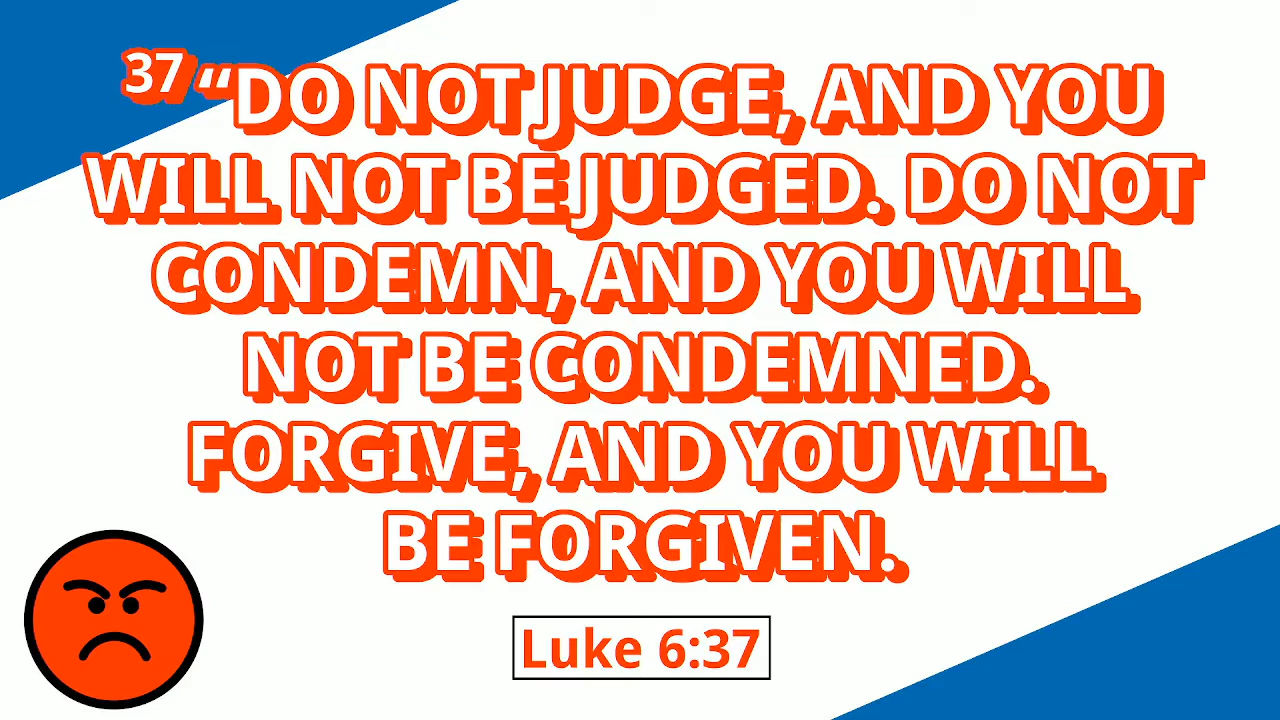 37 “DO NOT JUDGE, AND YOU
WILL NOT BE JUDGED. DO NOT
CONDEMN, AND YOU WILL
NOT BE CONDEMNED.
FORGIVE, AND YOU WILL
BE FORGIVEN.
Luke 6:37